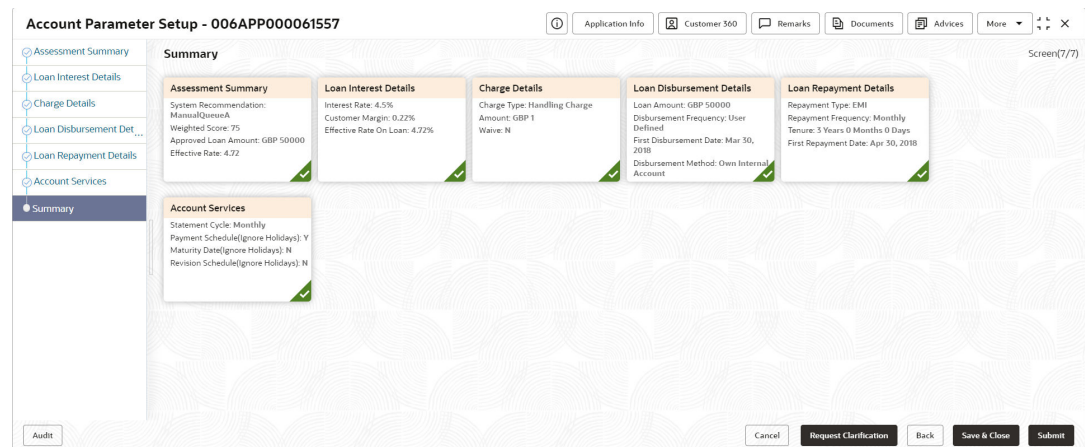 Account Parameter Setup - 006APP000061557
Application Info
Customer 360
Remarks
Documents
Advices
More
Assessment Summary
Loan Interest Details
Charge Details
Loan Disbursement Det...
Loan Repayment Details
Account Services
Summary
Summary
Screen(7/7)
Assessment Summary
System Recommendation:
ManualQueueA
Weighted Score: 75
Approved Loan Amount: GBP 50000
Effective Rate: 4.72
Loan Interest Details
Interest Rate: 4.5%
Customer Margin: 0.22%
Effective Rate On Loan: 4.72%
Charge Details
Charge Type: Handling Charge
Amount: GBP 1
Waive: N
Loan Disbursement Details
Loan Amount: GBP 50000
Disbursement Frequency: User
Defined
First Disbursement Date: Mar 30,
2018
Disbursement Method: Own Internal
Account
Loan Repayment Details
Repayment Type: EMI
Repayment Frequency: Monthly
Tenure: 3 Years 0 Months 0 Days
First Repayment Date: Apr 30, 2018
Account Services
Statement Cycle: Monthly
Payment Schedule(Ignore Holidays): Y
Maturity Date(Ignore Holidays): N
Revision Schedule(Ignore Holidays): N
Audit
Cancel
Request Clarification
Back
Save & Close
Submit